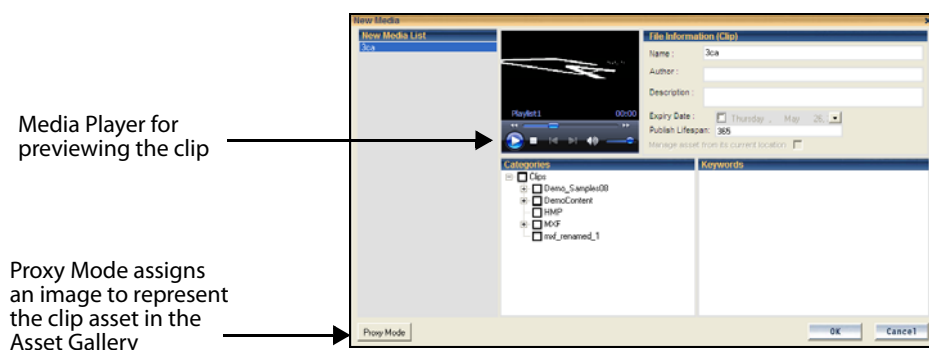 New Media
New Media List
3ca
Media Player for
previewing the clip
Playlist1 00:00
File Information (Clip)
Name : 3ca
Author :
Description :
Expiry Date : Thursday , May 26,
Publish Lifespan: 365
Manage asset from its current location
Categories
Clips
Demo_Samples08
DemoContent
HMP
MXF
mxf_renamed_1
Keywords
Proxy Mode assigns
an image to represent
the clip asset in the
Asset Gallery
Proxy Mode
OK Cancel